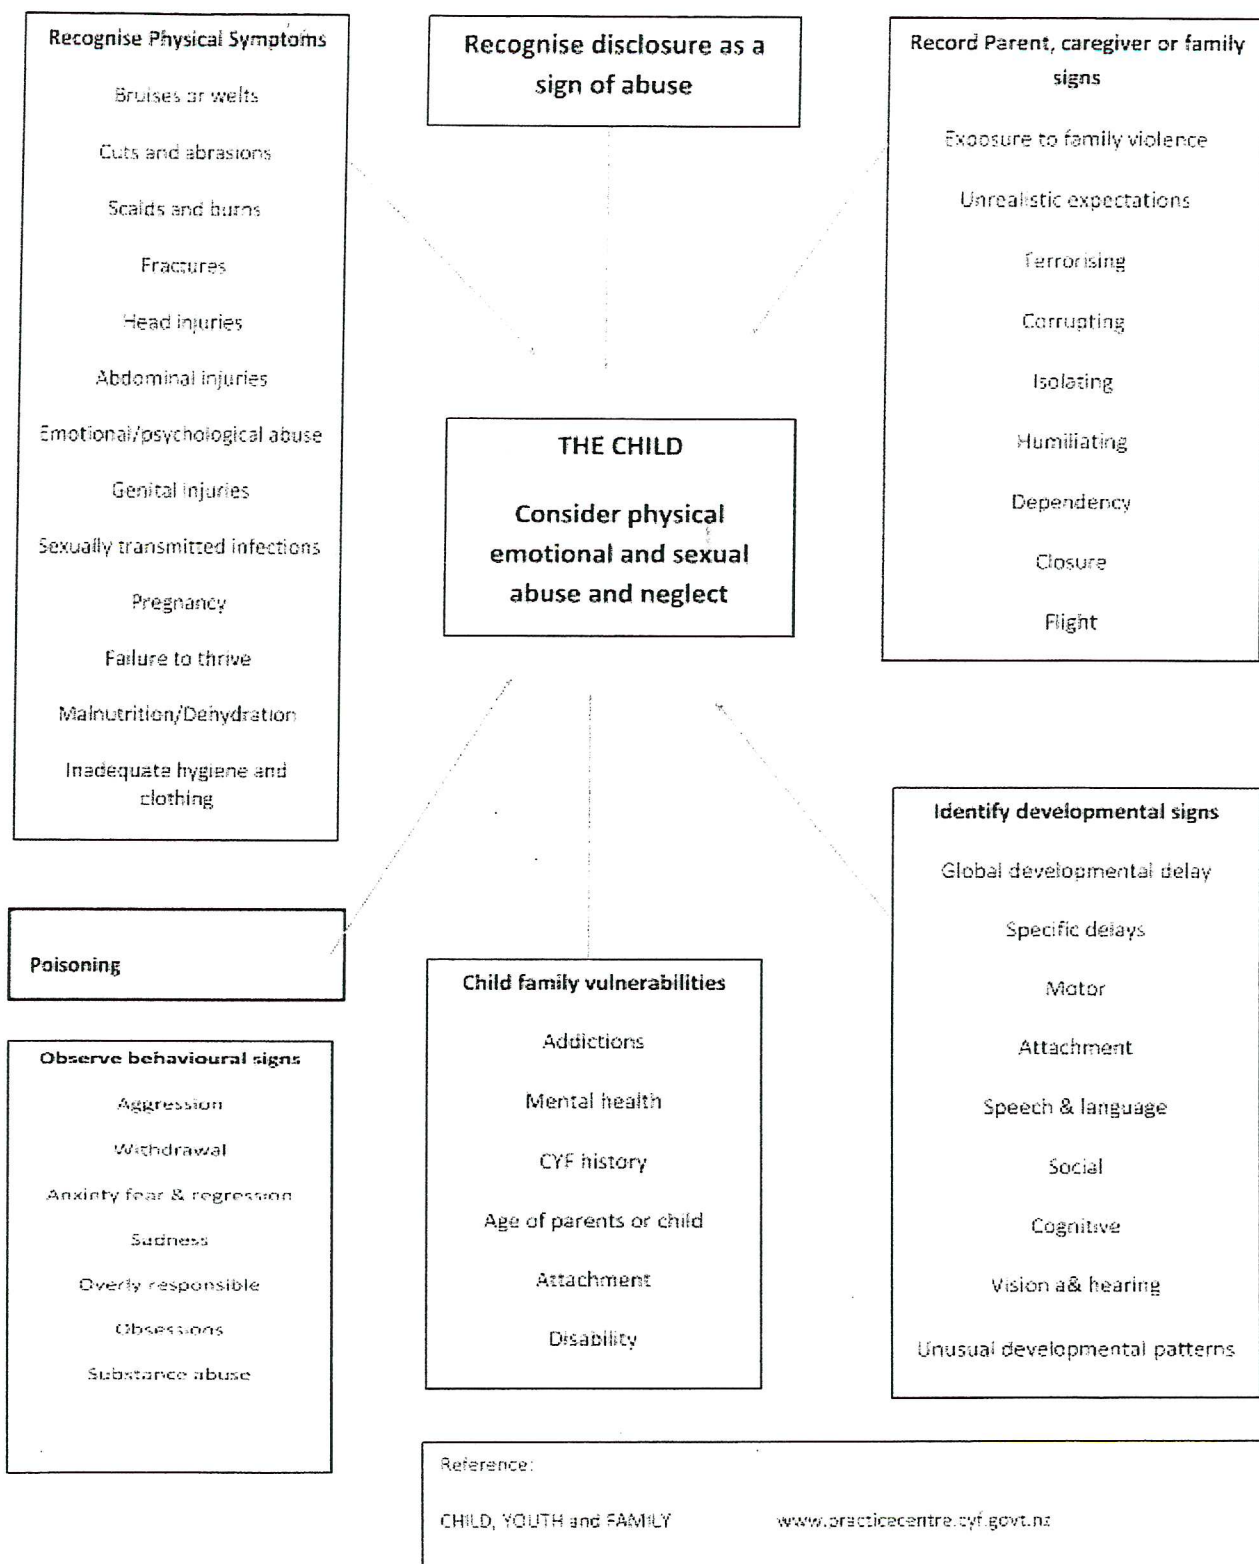 Recognise Physical Symptoms
Bruises or welts
Cuts and abrasions
Scalds and burns
Fractures
Head injuries
Abdominal injuries
Emotional/psychological abuse
Genital injuries
Sexually transmitted infections
Pregnancy
Failure to thrive
Malnutrition/Dehydration
Inadequate hygiene and
clothing
Recognise disclosure as a
sign of abuse
Record Parent, caregiver or family
signs
Exposure to family violence
Unrealistic expectations
Terrorising
Corrupting
Isolating
Humiliating
Dependency
Closure
Flight
THE CHILD
Consider physical
emotional and sexual
abuse and neglect
Poisoning
Observe behavioural signs
Aggression
Withdrawal
Anxiety fear & regression
Sadness
Overly responsible
Obsessions
Substance abuse
Child family vulnerabilities
Addictions
Mental health
CYF history
Age of parents or child
Attachment
Disability
Identify developmental signs
Global developmental delay
Specific delays
Motor
Attachment
Speech & language
Social
Cognitive
Vision a& hearing
Unusual developmental patterns
Reference:
CHILD, YOUTH and FAMILY www.practicecentre.cyf.govt.nz